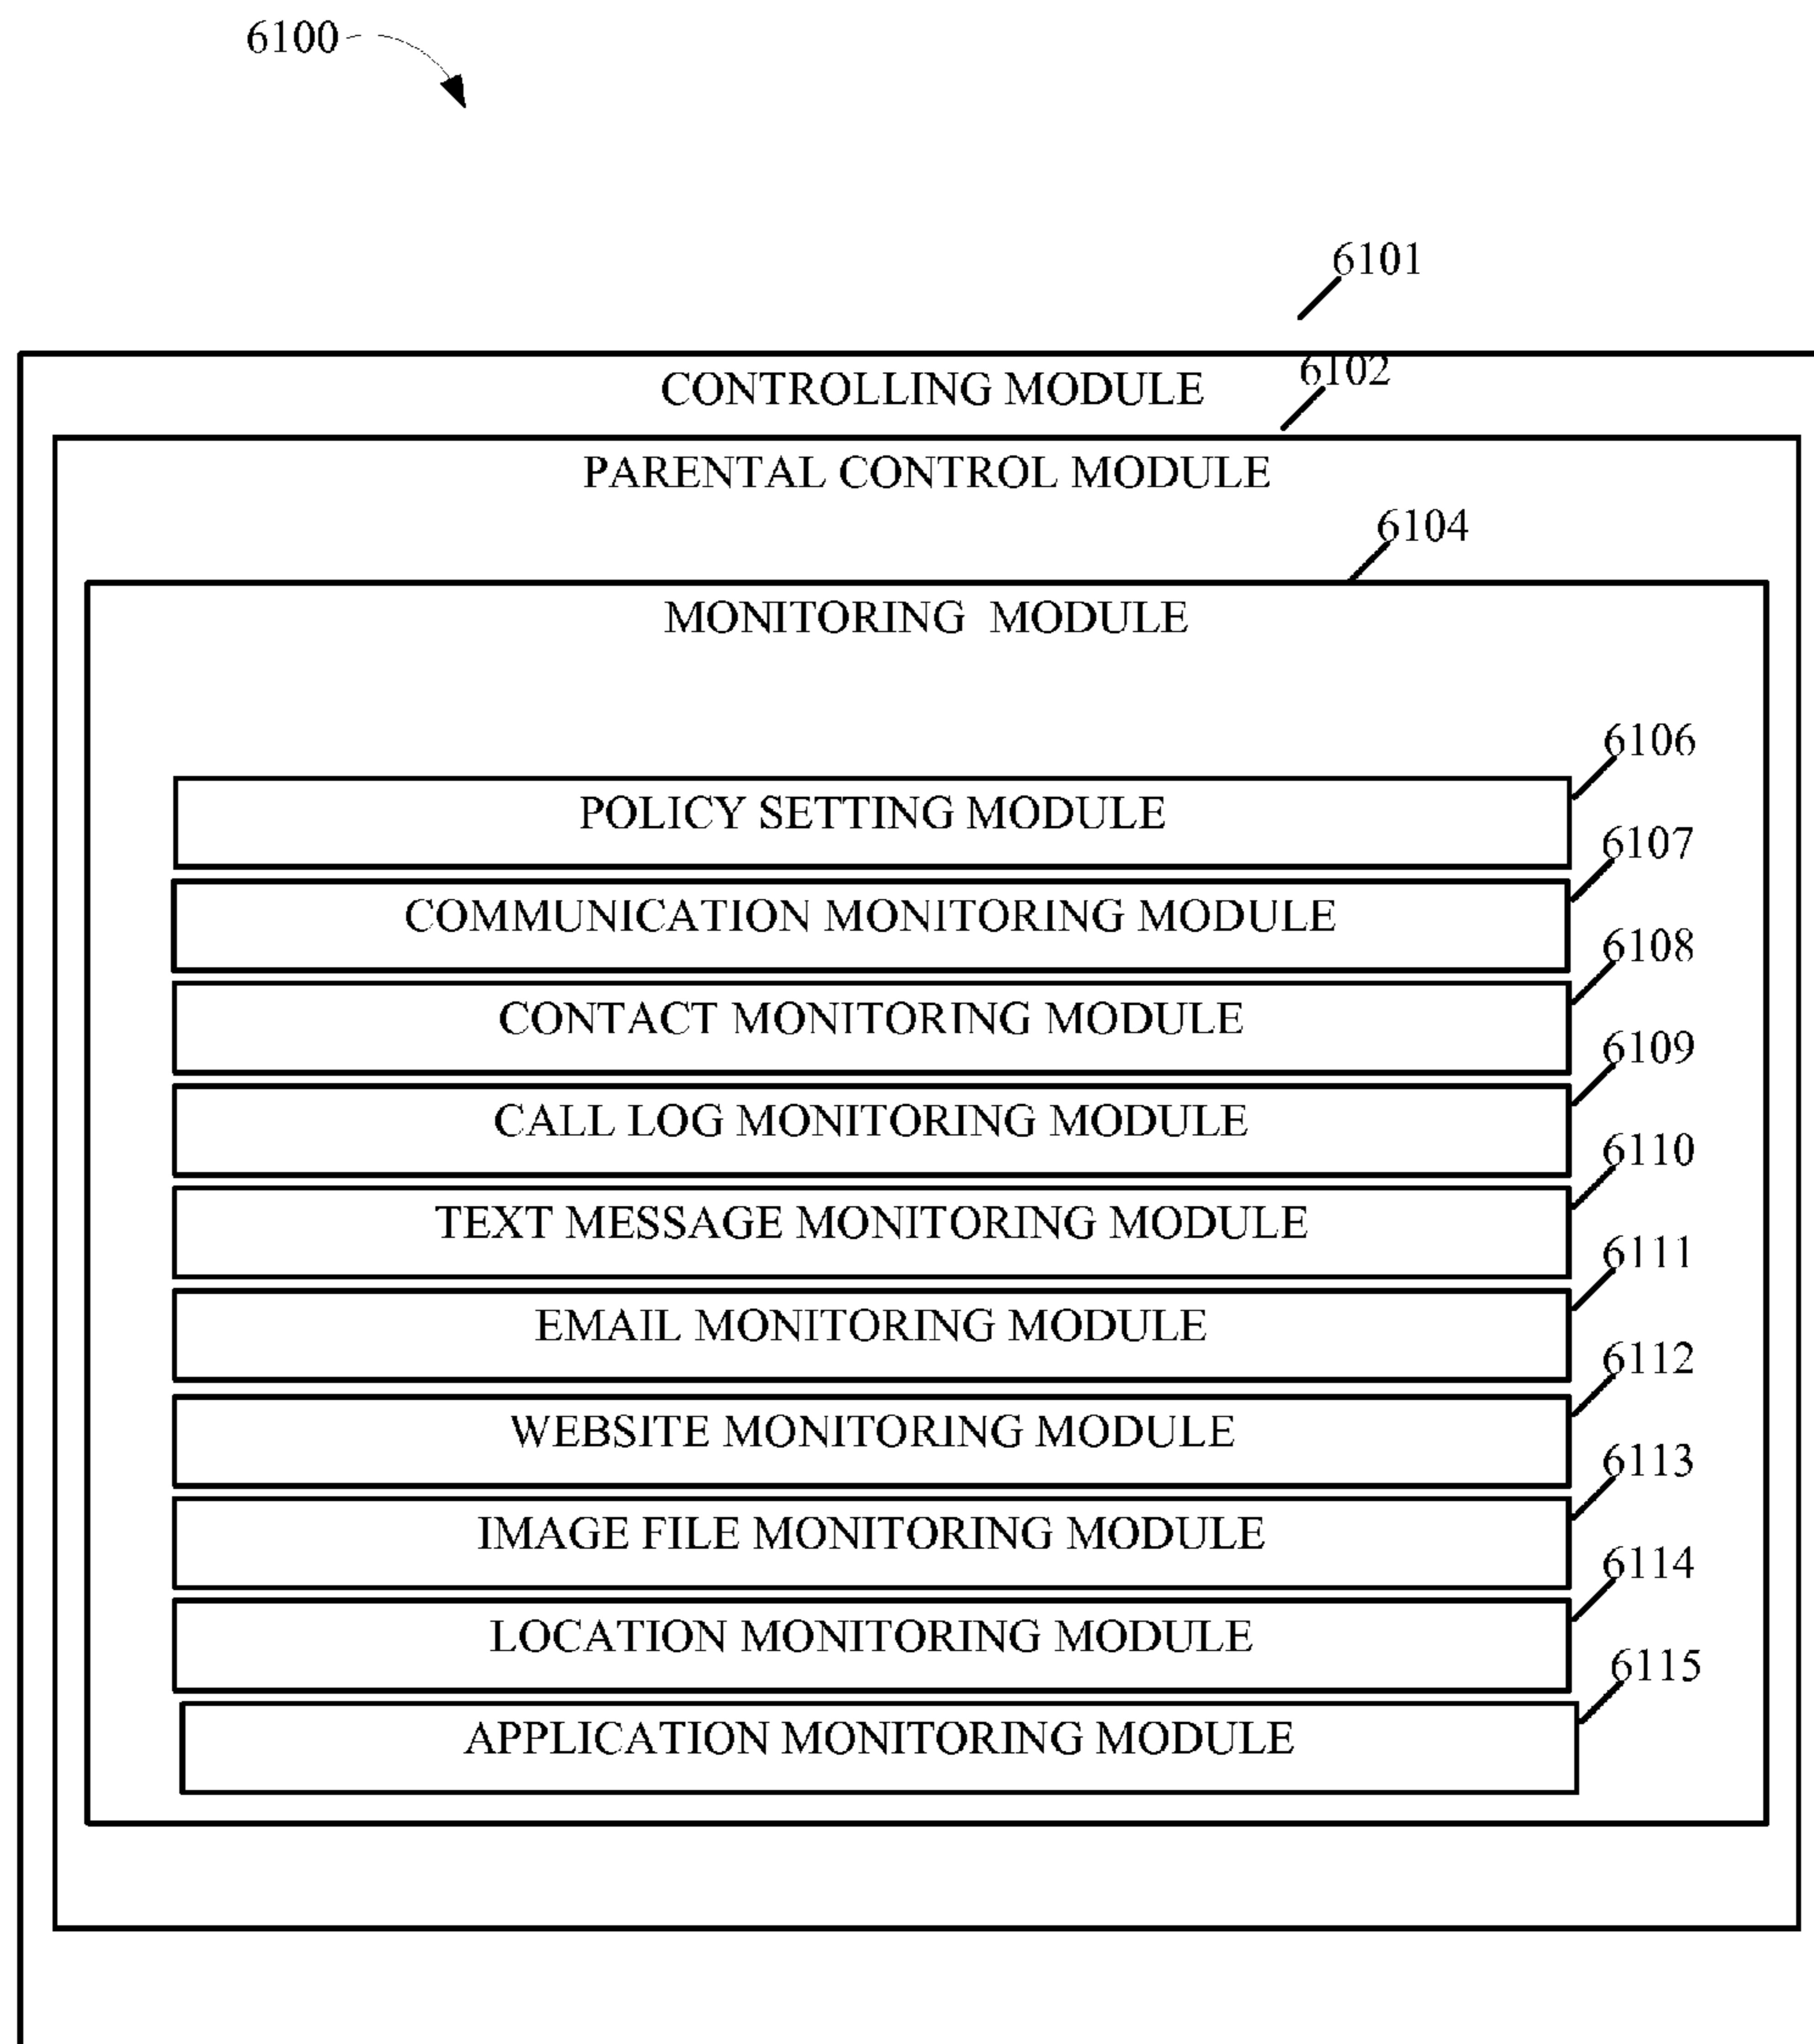 6100
6101
6102
CONTROLLING MODULE
PARENTAL CONTROL MODULE
6104
MONITORING MODULE
6106
POLICY SETTING MODULE
6107
COMMUNICATION MONITORING MODULE
6108
CONTACT MONITORING MODULE
6109
CALL LOG MONITORING MODULE
6110
TEXT MESSAGE MONITORING MODULE
6111
EMAIL MONITORING MODULE
6112
WEBSITE MONITORING MODULE
6113
IMAGE FILE MONITORING MODULE
6114
LOCATION MONITORING MODULE
6115
APPLICATION MONITORING MODULE